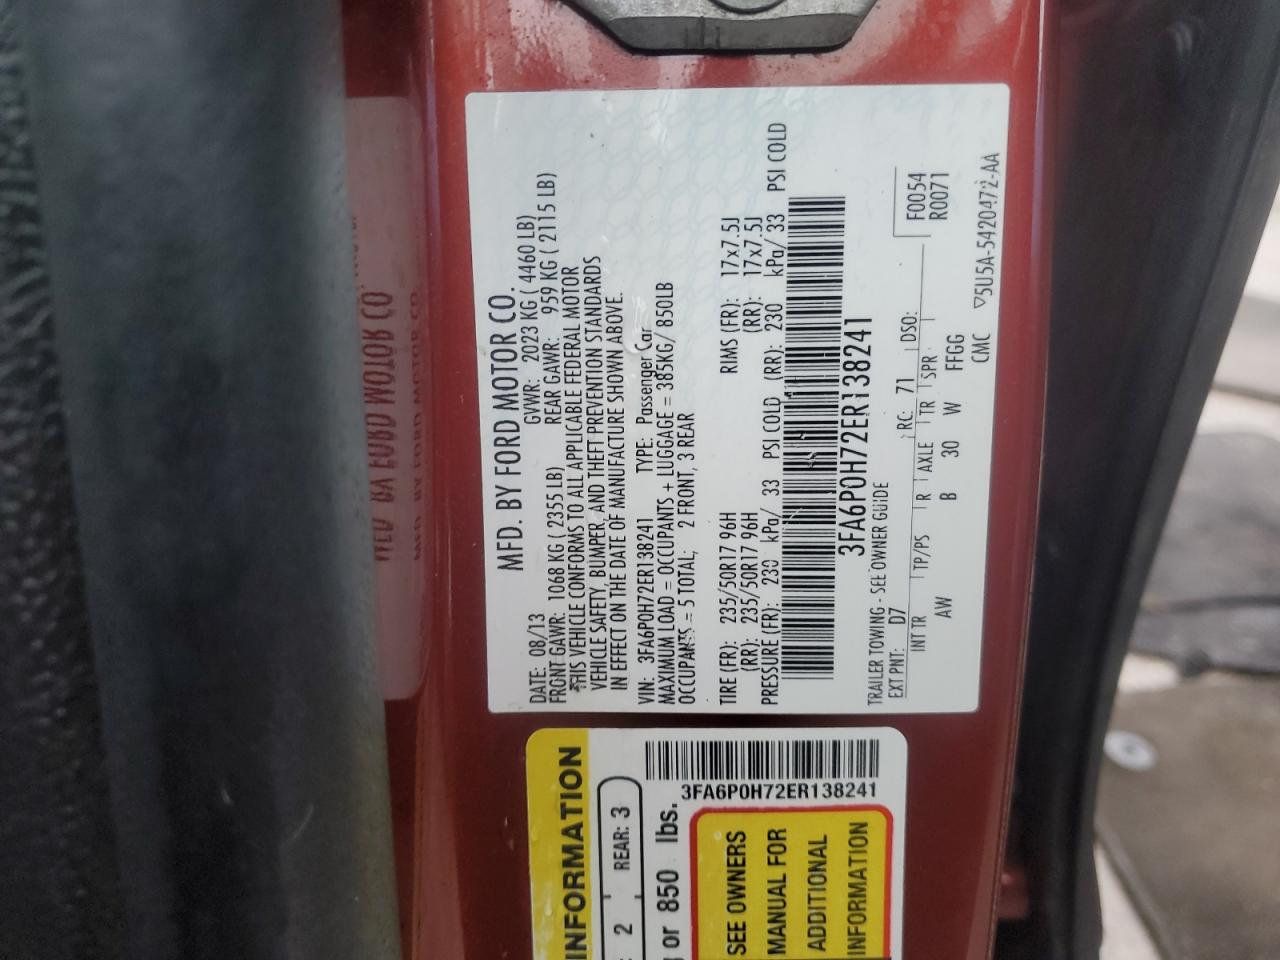 MFD. BY FORD MOTOR CO.
DATE: 08/13 GVWR: 2023 KG ( 4460 LB)
FRONT GAWR: 1068 KG ( 2355 LB) REAR GAWR: 959 KG ( 2115 LB)
THIS VEHICLE CONFORMS TO ALL APPLICABLE FEDERAL MOTOR
VEHICLE SAFETY, BUMPER, AND THEFT PREVENTION STANDARDS
IN EFFECT ON THE DATE OF MANUFACTURE SHOWN ABOVE.
VIN: 3FA6P0H72ER138241 TYPE: Passenger Car
MAXIMUM LOAD = OCCUPANTS + LUGGAGE = 385KG/ 850LB
OCCUPANTS = 5 TOTAL; 2 FRONT, 3 REAR
TIRE (FR): 235/50R17 96H RIMS (FR): 17x7.5J
(RR): 235/50R17 96H (RR): 17x7.5J
PRESSURE (FR): 230 kPa/ 33 PSI COLD (RR): 230 kPa/ 33 PSI COLD
3FA6P0H72ER138241
TRAILER TOWING - SEE OWNER GUIDE
EXT PNT: D7 RC: 71 DSO: F0054
R0071
INT TR TP/PS R AXLE TR SPR
AW B 30 W FFGG
CMC 5U5A-5420472-AA
INFORMATION
2 REAR: 3
or 850 lbs.
3FA6P0H72ER138241
SEE OWNERS
MANUAL FOR
ADDITIONAL
INFORMATION